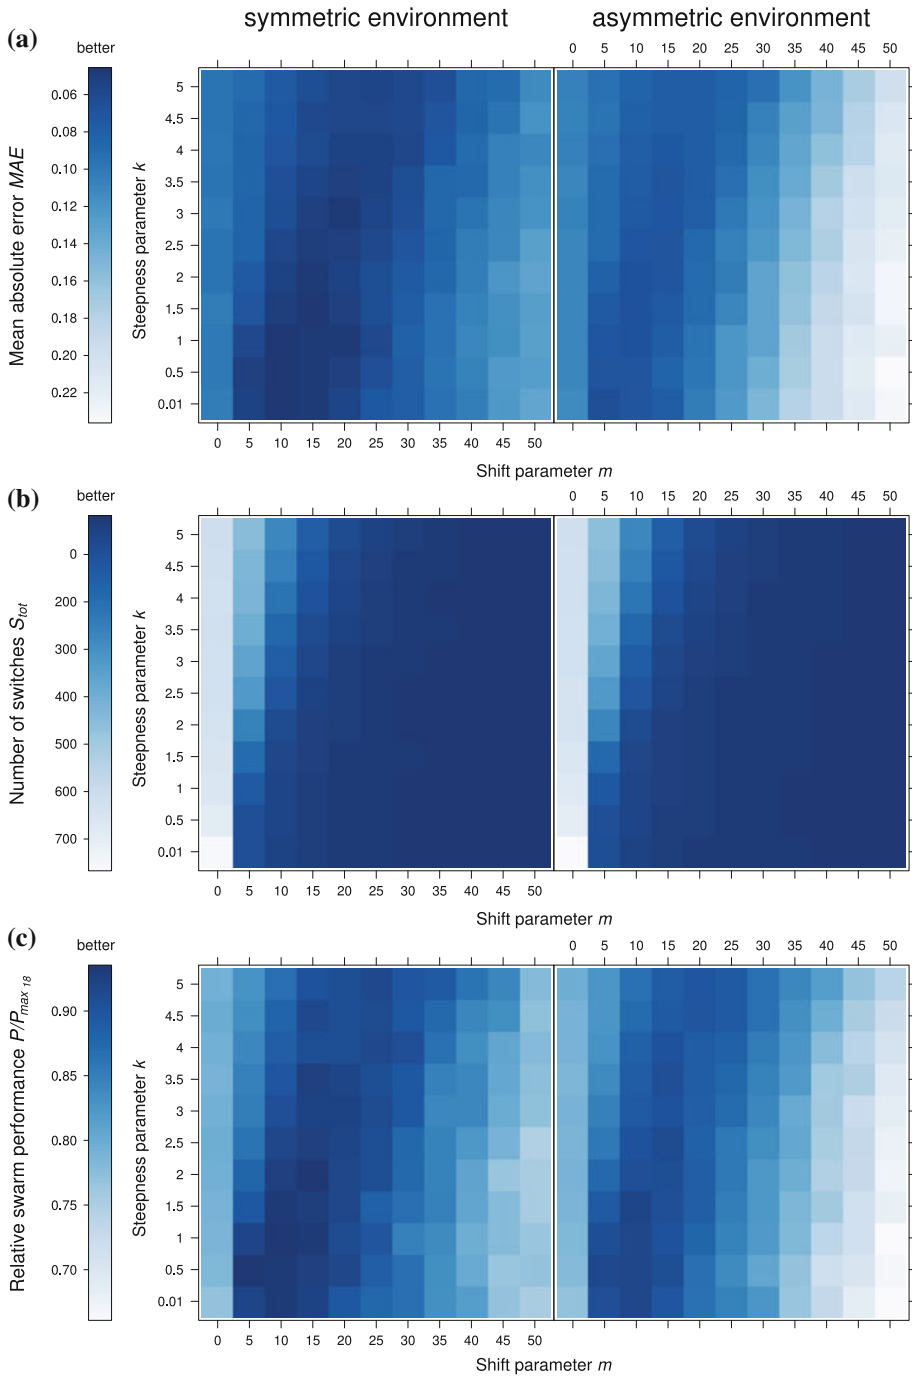 symmetric environment asymmetric environment
(a)
better
0 5 10 15 20 25 30 35 40 45 50
0.06
0.08
0.10
0.12
0.14
0.16
0.18
0.20
0.22
Mean absolute error MAE
5
4.5
4
3.5
3
2.5
2
1.5
1
0.5
0.01
Steepness parameter k
0 5 10 15 20 25 30 35 40 45 50
Shift parameter m
(b)
better
0 5 10 15 20 25 30 35 40 45 50
0
200
300
400
500
600
700
Number of switches Stot
5
4.5
4
3.5
3
2.5
2
1.5
1
0.5
0.01
Steepness parameter k
0 5 10 15 20 25 30 35 40 45 50
Shift parameter m
(c)
better
0 5 10 15 20 25 30 35 40 45 50
0.90
0.85
0.80
0.75
0.70
Relative swarm performance P/Pmax 18
5
4.5
4
3.5
3
2.5
2
1.5
1
0.5
0.01
Steepness parameter k
0 5 10 15 20 25 30 35 40 45 50
Shift parameter m